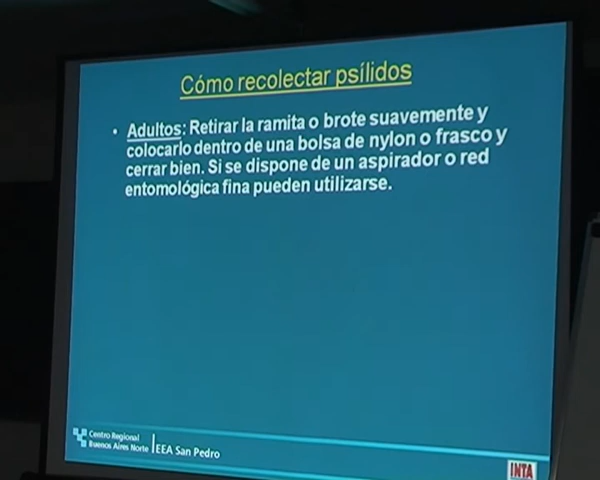 Cómo recolectar psílidos
• Adultos: Retirar la ramita o brote suavemente y
colocarlo dentro de una bolsa de nylon o frasco y
cerrar bien. Si se dispone de un aspirador o red
entomológica fina pueden utilizarse.
Centro Regional
Buenos Aires Norte
EEA San Pedro
INTA